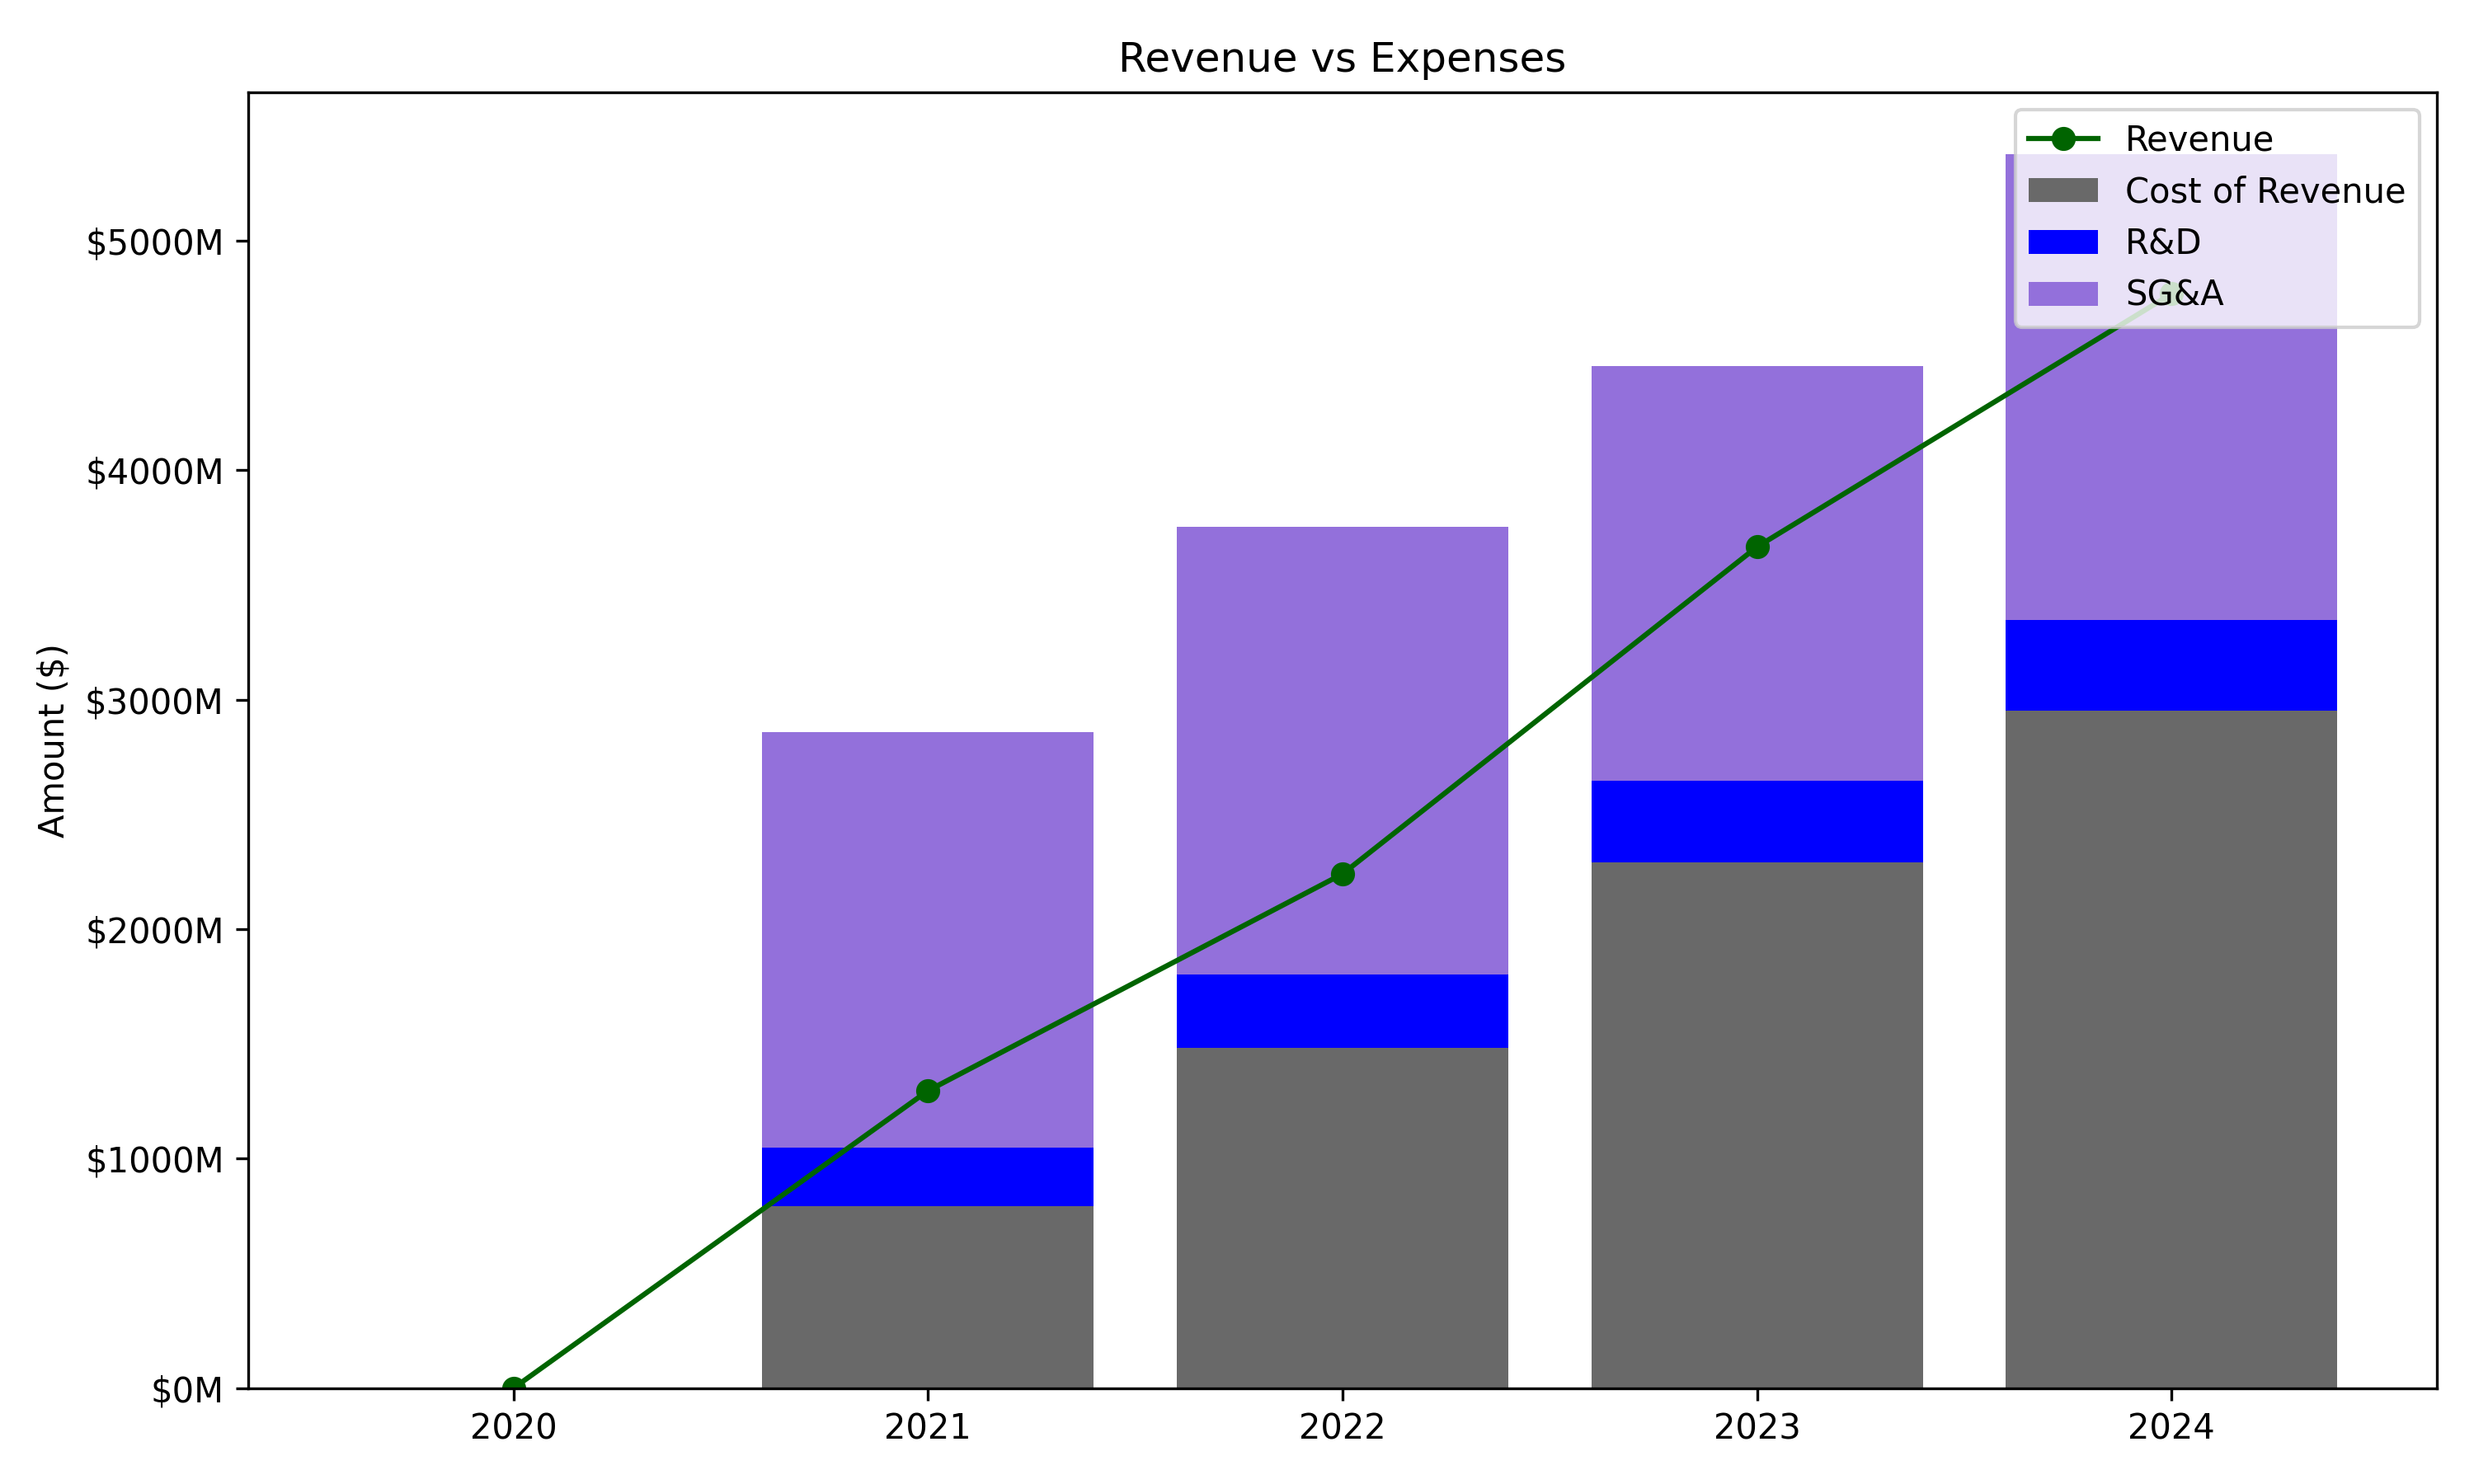 Revenue vs Expenses
Revenue
Cost of Revenue
R&D
SG&A
Amount ($)
$5000M
$4000M
$3000M
$2000M
$1000M
$0M
2020 2021 2022 2023 2024